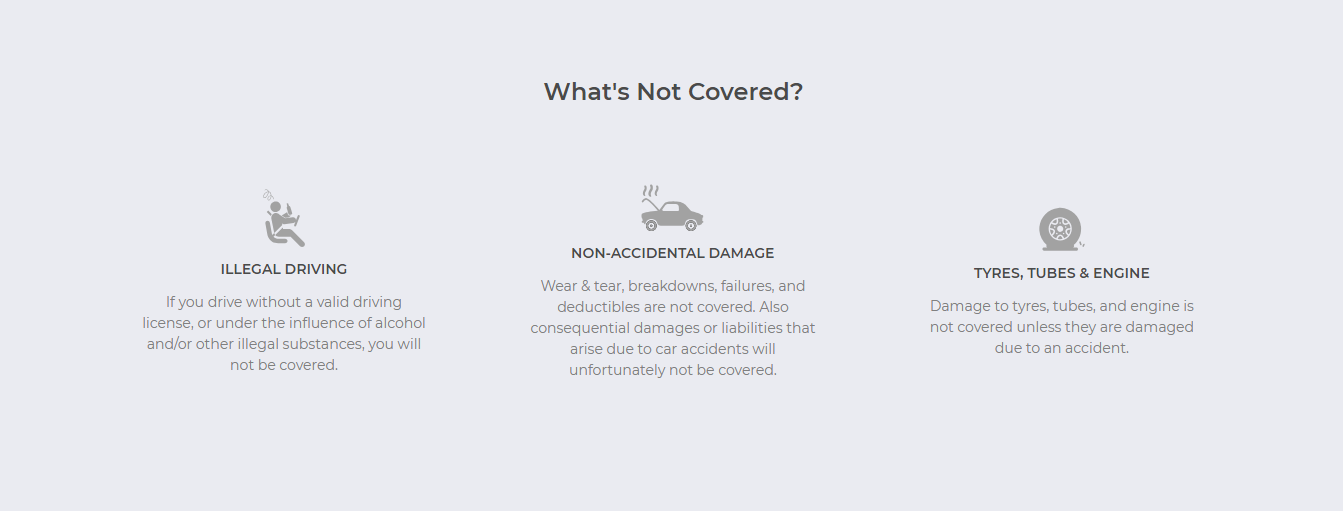 What's Not Covered?
ILLEGAL DRIVING
If you drive without a valid driving
license, or under the influence of alcohol
and/or other illegal substances, you will
not be covered.
NON-ACCIDENTAL DAMAGE
Wear & tear, breakdowns, failures, and
deductibles are not covered. Also
consequential damages or liabilities that
arise due to car accidents will
unfortunately not be covered.
TYRES, TUBES & ENGINE
Damage to tyres, tubes, and engine is
not covered unless they are damaged
due to an accident.